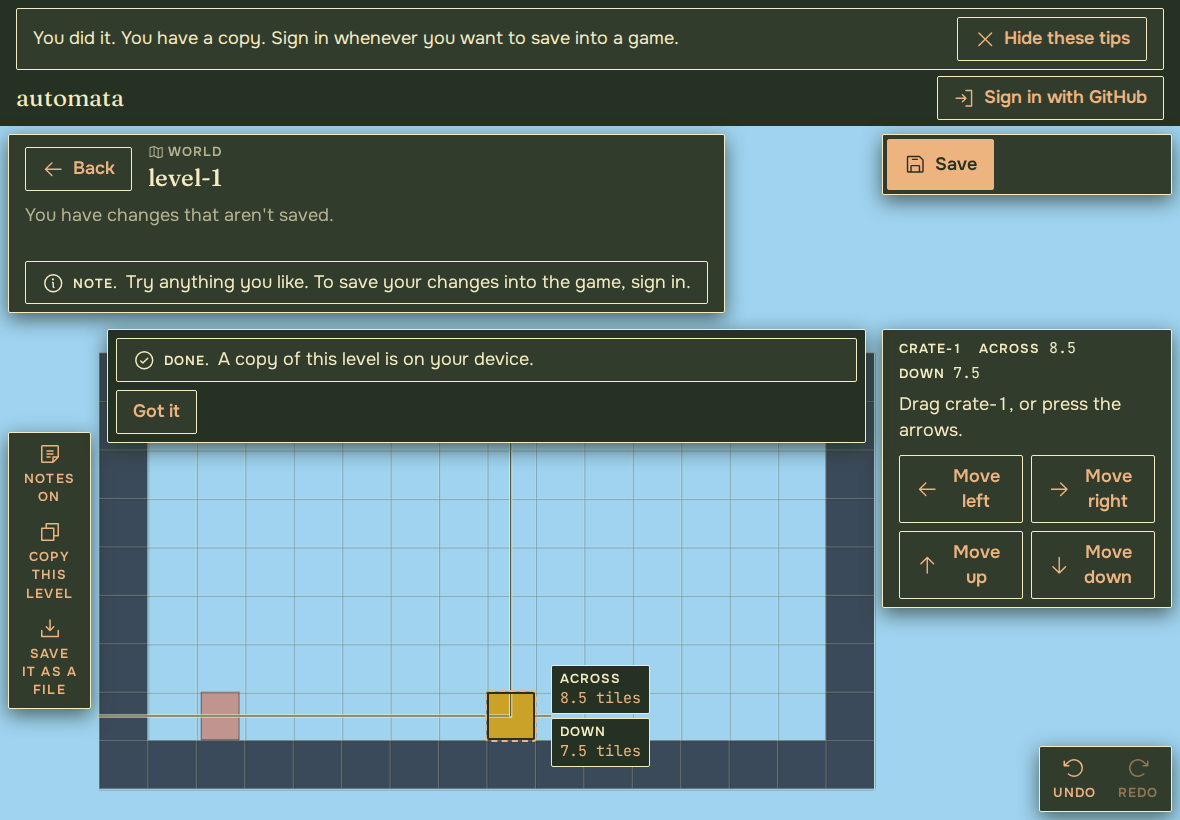 You did it. You have a copy. Sign in whenever you want to save into a game.
Hide these tips
automata
Sign in with GitHub
Back
WORLD
level-1
You have changes that aren't saved.
NOTE. Try anything you like. To save your changes into the game, sign in.
Save
DONE. A copy of this level is on your device.
Got it
CRATE-1 ACROSS 8.5
DOWN 7.5
Drag crate-1, or press the
arrows.
Move
left
Move
right
Move
up
Move
down
NOTES
ON
COPY
THIS
LEVEL
SAVE
IT AS A
FILE
ACROSS
8.5 tiles
DOWN
7.5 tiles
UNDO
REDO